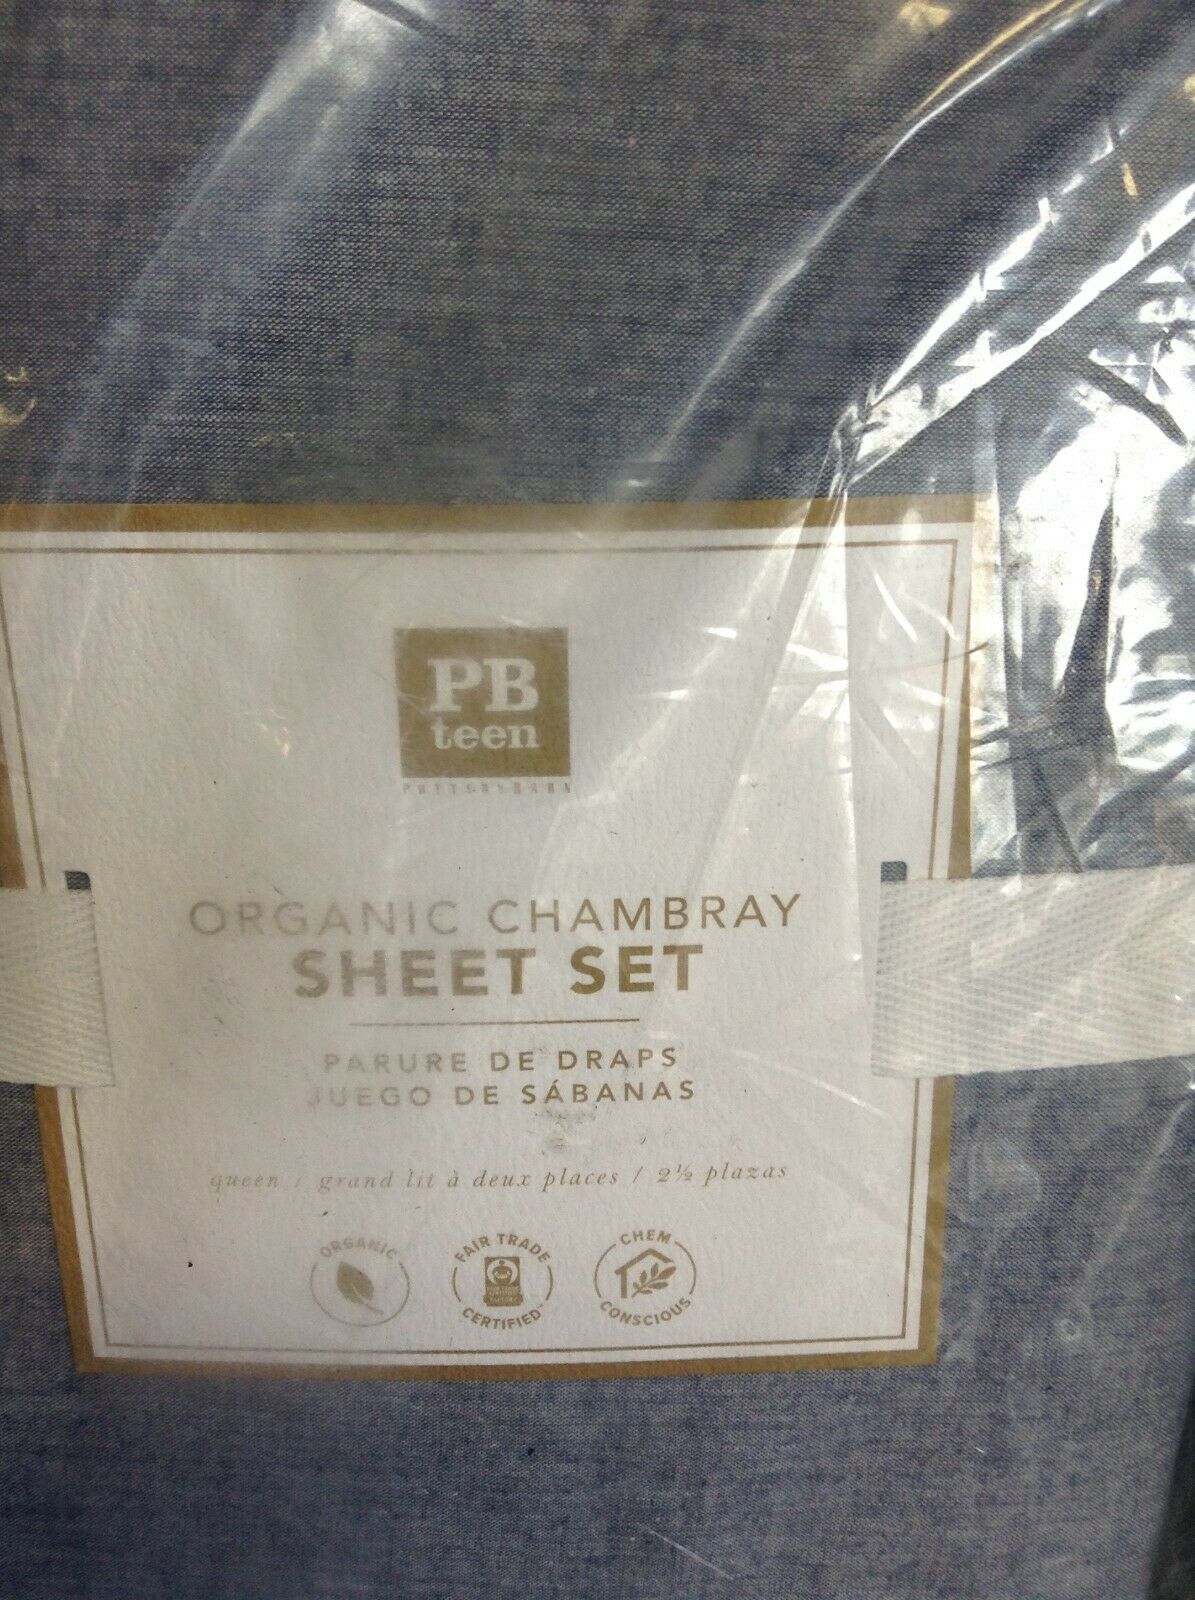 PB
teen
POTTERYBARN
ORGANIC CHAMBRAY
SHEET SET
PARURE DE DRAPS
JUEGO DE SÁBANAS
queen / grand lit à deux places / 2½ plazas
ORGANIC
FAIR TRADE
CERTIFIED™
CHEM
CONSCIOUS